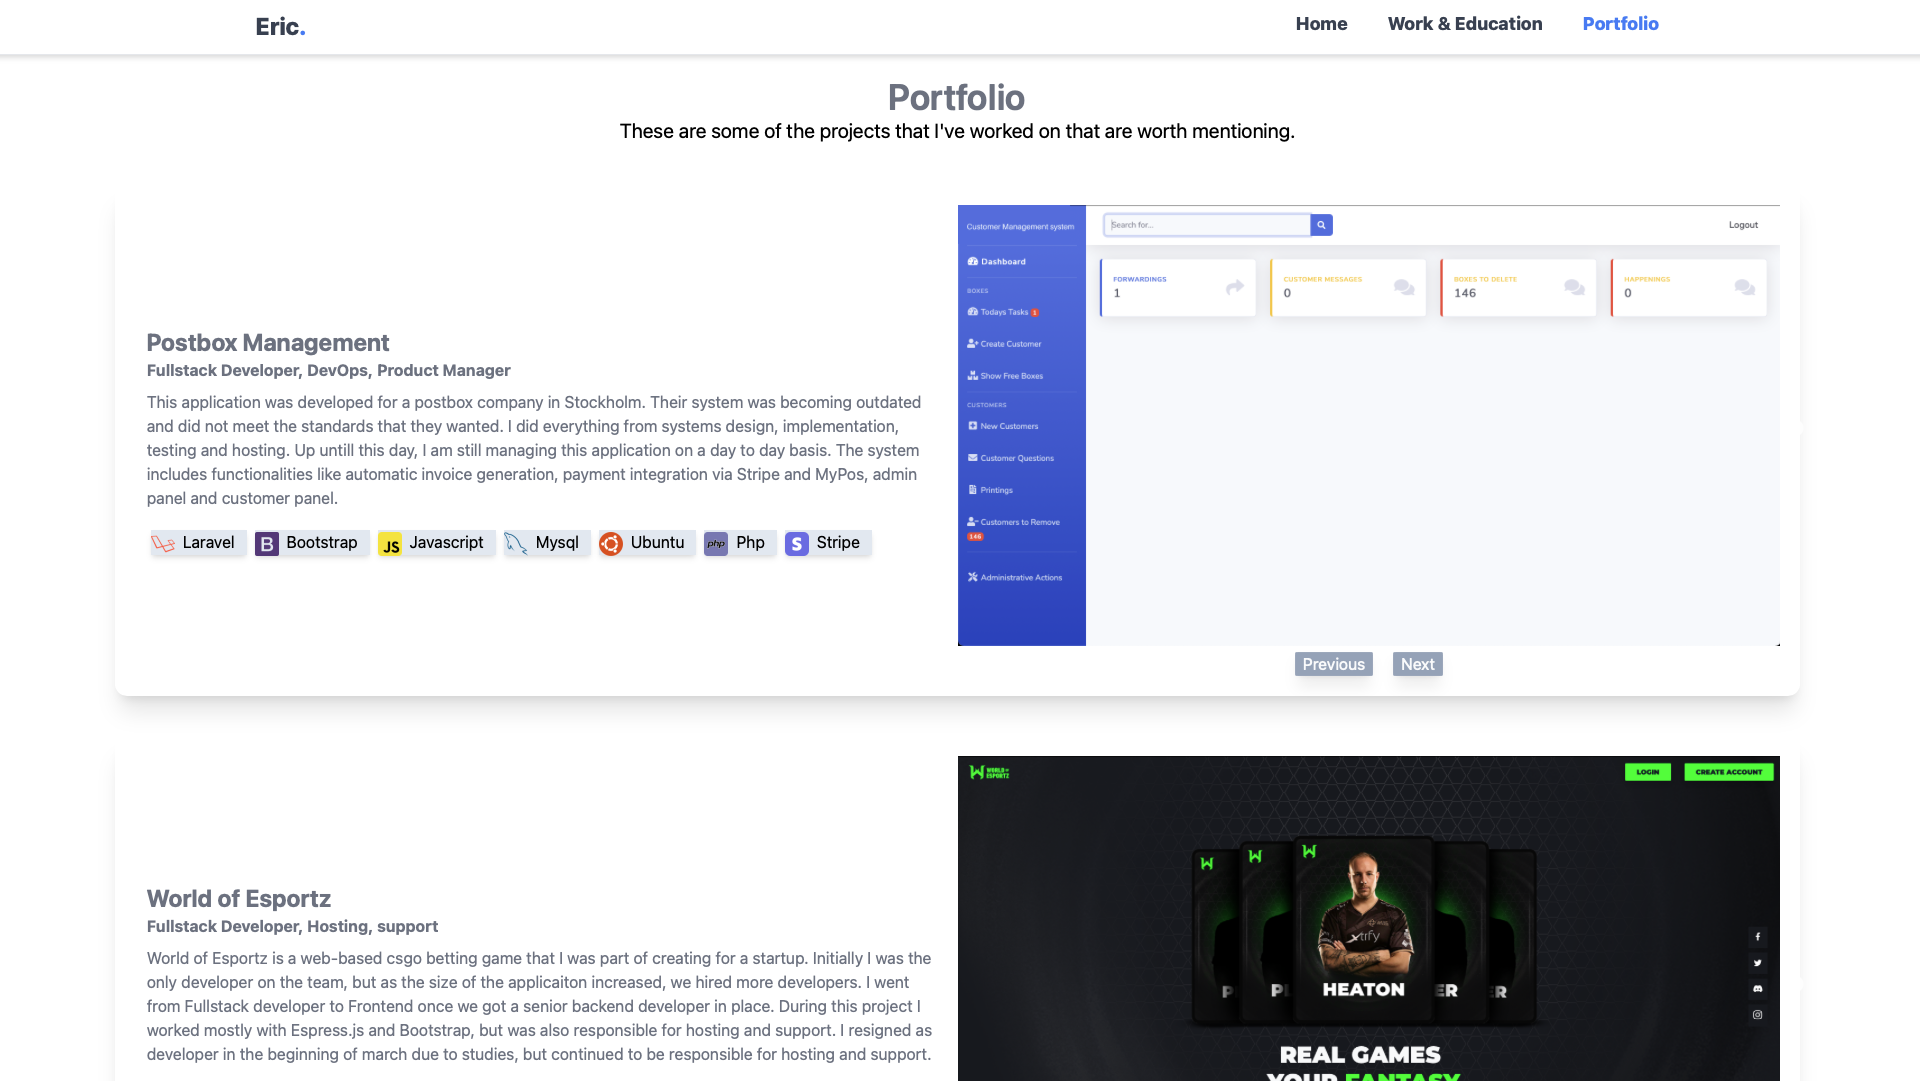 Eric.
Home
Work & Education
Portfolio
Portfolio
These are some of the projects that I've worked on that are worth mentioning.
Postbox Management
Fullstack Developer, DevOps, Product Manager
This application was developed for a postbox company in Stockholm. Their system was becoming outdated
and did not meet the standards that they wanted. I did everything from systems design, implementation,
testing and hosting. Up untill this day, I am still managing this application on a day to day basis. The system
includes functionalities like automatic invoice generation, payment integration via Stripe and MyPos, admin
panel and customer panel.
Laravel
B Bootstrap
JS Javascript
Mysql
Ubuntu
php Php
S Stripe
Customer Management system
Dashboard
BOXES
Todays Tasks 1
Create Customer
Show Free Boxes
CUSTOMERS
New Customers
Customer Questions
Printings
Customers to Remove
146
Administrative Actions
Search for...
Logout
FORWARDINGS
1
CUSTOMER MESSAGES
0
BOXES TO DELETE
146
HAPPENINGS
0
Previous
Next
World of Esportz
Fullstack Developer, Hosting, support
World of Esportz is a web-based csgo betting game that I was part of creating for a startup. Initially I was the
only developer on the team, but as the size of the applicaiton increased, we hired more developers. I went
from Fullstack developer to Frontend once we got a senior backend developer in place. During this project I
worked mostly with Espress.js and Bootstrap, but was also responsible for hosting and support. I resigned as
developer in the beginning of march due to studies, but continued to be responsible for hosting and support.
WORLD OF
ESPORTZ
LOGIN
CREATE ACCOUNT
xtrfy
HEATON
REAL GAMES
YOUR FANTASY